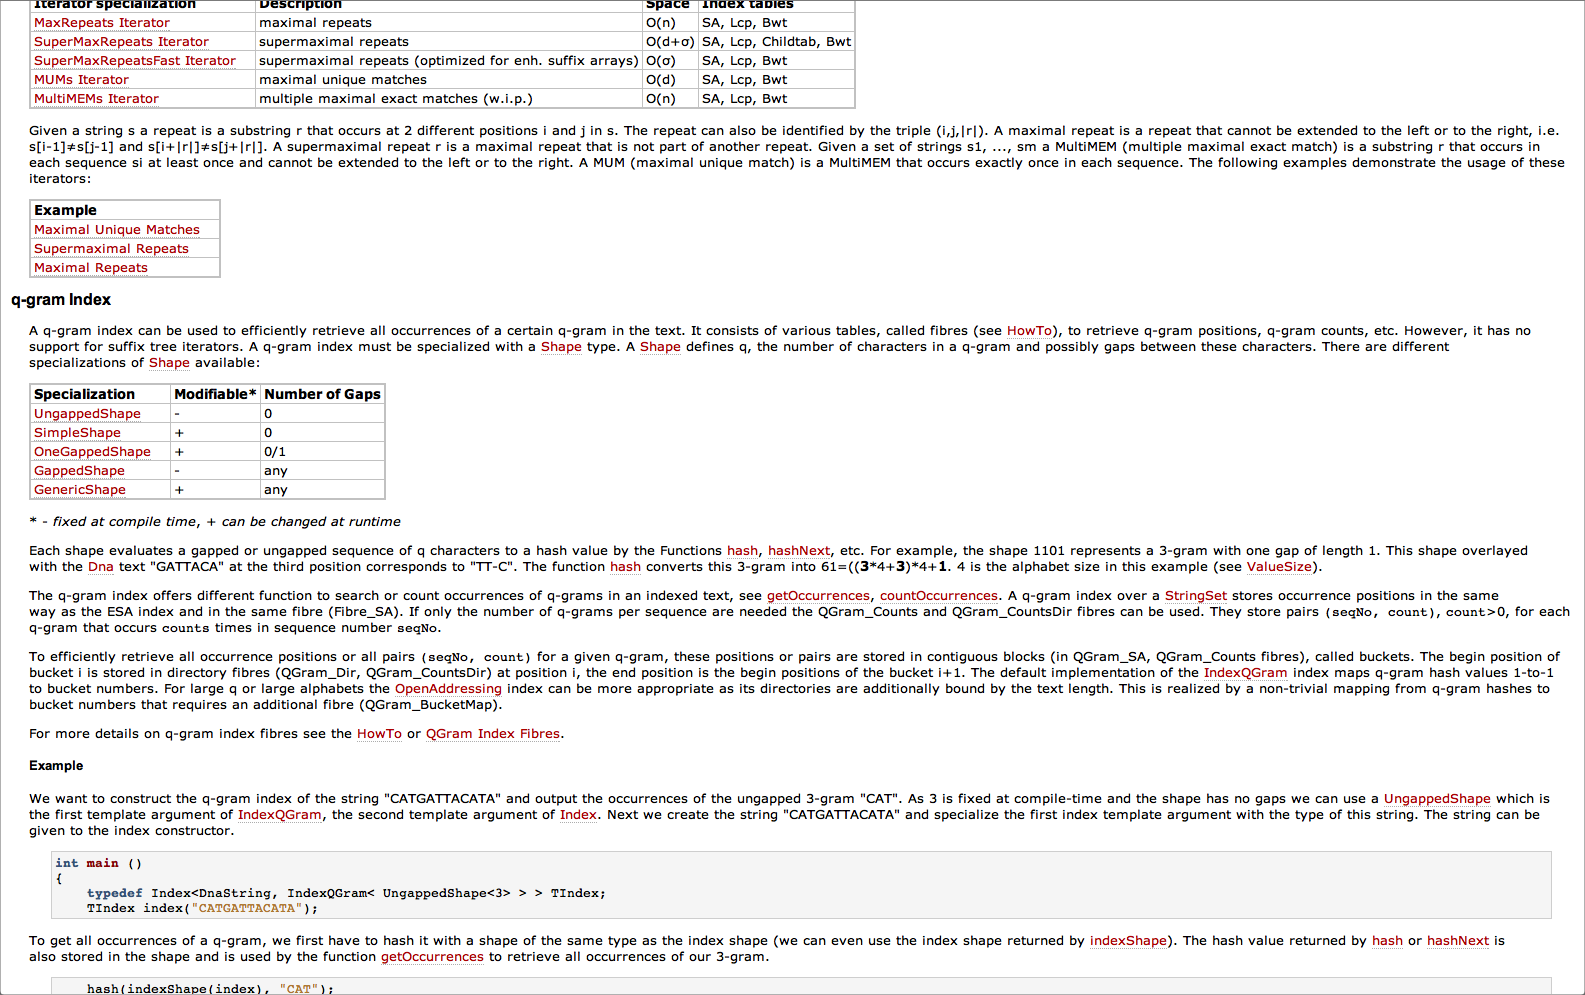 Iterator specialization Description Space Index tables
MaxRepeats Iterator maximal repeats O(n) SA, Lcp, Bwt
SuperMaxRepeats Iterator supermaximal repeats O(d+σ) SA, Lcp, Childtab, Bwt
SuperMaxRepeatsFast Iterator supermaximal repeats (optimized for enh. suffix arrays) O(σ) SA, Lcp, Bwt
MUMs Iterator maximal unique matches O(d) SA, Lcp, Bwt
MultiMEMs Iterator multiple maximal exact matches (w.i.p.) O(n) SA, Lcp, Bwt
Given a string s a repeat is a substring r that occurs at 2 different positions i and j in s. The repeat can also be identified by the triple (i,j,|r|). A maximal repeat is a repeat that cannot be extended to the left or to the right, i.e.
s[i-1]≠s[j-1] and s[i+|r|]≠s[j+|r|]. A supermaximal repeat r is a maximal repeat that is not part of another repeat. Given a set of strings s1, ..., sm a MultiMEM (multiple maximal exact match) is a substring r that occurs in
each sequence si at least once and cannot be extended to the left or to the right. A MUM (maximal unique match) is a MultiMEM that occurs exactly once in each sequence. The following examples demonstrate the usage of these
iterators:
Example
Maximal Unique Matches
Supermaximal Repeats
Maximal Repeats
q-gram Index
A q-gram index can be used to efficiently retrieve all occurrences of a certain q-gram in the text. It consists of various tables, called fibres (see HowTo), to retrieve q-gram positions, q-gram counts, etc. However, it has no
support for suffix tree iterators. A q-gram index must be specialized with a Shape type. A Shape defines q, the number of characters in a q-gram and possibly gaps between these characters. There are different
specializations of Shape available:
Specialization Modifiable* Number of Gaps
UngappedShape - 0
SimpleShape + 0
OneGappedShape + 0/1
GappedShape - any
GenericShape + any
* - fixed at compile time, + can be changed at runtime
Each shape evaluates a gapped or ungapped sequence of q characters to a hash value by the Functions hash, hashNext, etc. For example, the shape 1101 represents a 3-gram with one gap of length 1. This shape overlayed
with the Dna text "GATTACA" at the third position corresponds to "TT-C". The function hash converts this 3-gram into 61=((3*4+3)*4+1. 4 is the alphabet size in this example (see ValueSize).
The q-gram index offers different function to search or count occurrences of q-grams in an indexed text, see getOccurrences, countOccurrences. A q-gram index over a StringSet stores occurrence positions in the same
way as the ESA index and in the same fibre (Fibre_SA). If only the number of q-grams per sequence are needed the QGram_Counts and QGram_CountsDir fibres can be used. They store pairs (seqNo, count), count>0, for each
q-gram that occurs counts times in sequence number seqNo.
To efficiently retrieve all occurrence positions or all pairs (seqNo, count) for a given q-gram, these positions or pairs are stored in contiguous blocks (in QGram_SA, QGram_Counts fibres), called buckets. The begin position of
bucket i is stored in directory fibres (QGram_Dir, QGram_CountsDir) at position i, the end position is the begin positions of the bucket i+1. The default implementation of the IndexQGram index maps q-gram hash values 1-to-1
to bucket numbers. For large q or large alphabets the OpenAddressing index can be more appropriate as its directories are additionally bound by the text length. This is realized by a non-trivial mapping from q-gram hashes to
bucket numbers that requires an additional fibre (QGram_BucketMap).
For more details on q-gram index fibres see the HowTo or QGram Index Fibres.
Example
We want to construct the q-gram index of the string "CATGATTACATA" and output the occurrences of the ungapped 3-gram "CAT". As 3 is fixed at compile-time and the shape has no gaps we can use a UngappedShape which is
the first template argument of IndexQGram, the second template argument of Index. Next we create the string "CATGATTACATA" and specialize the first index template argument with the type of this string. The string can be
given to the index constructor.
int main ()
{
typedef Index<DnaString, IndexQGram< UngappedShape<3> > > TIndex;
TIndex index("CATGATTACATA");
To get all occurrences of a q-gram, we first have to hash it with a shape of the same type as the index shape (we can even use the index shape returned by indexShape). The hash value returned by hash or hashNext is
also stored in the shape and is used by the function getOccurrences to retrieve all occurrences of our 3-gram.
hash(indexShape(index), "CAT");